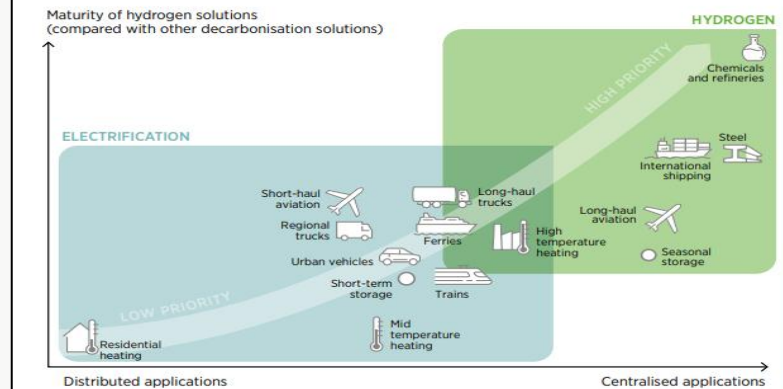 Maturity of hydrogen solutions
(compared with other decarbonisation solutions)
HYDROGEN
Chemicals
and refineries
HIGH PRIORITY
ELECTRIFICATION
Steel
International
shipping
Short-haul
aviation
Long-haul
trucks
Regional
trucks
Ferries
Long-haul
aviation
High
temperature
heating
Urban vehicles
Seasonal
storage
Short-term
storage
Trains
LOW PRIORITY
Mid
temperature
heating
Residential
heating
Distributed applications
Centralised applications